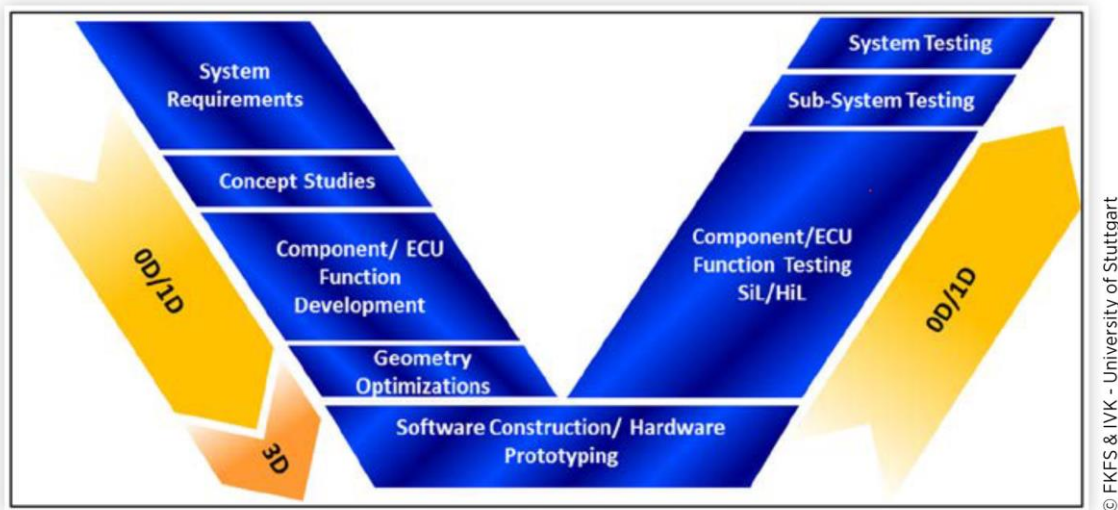 System
Requirements
Concept Studies
Component/ ECU
Function
Development
Geometry
Optimizations
Software Construction/ Hardware
Prototyping
System Testing
Sub-System Testing
Component/ECU
Function Testing
SiL/HiL
0D/1D
3D
0D/1D
© FKFS & IVK - University of Stuttgart